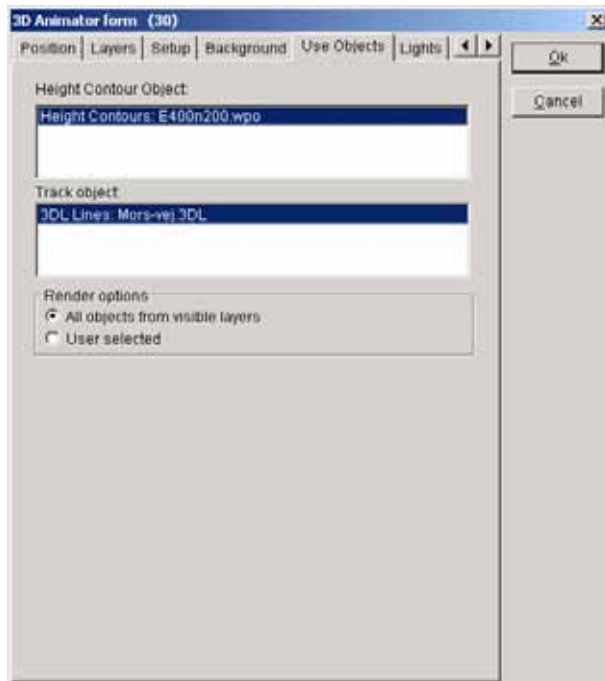 3D Animator form (30)
Position Layers Setup Background Use Objects Lights
Ok
Cancel
Height Contour Object:
Height Contours: E400n200.wpo
Track object:
3DL Lines: Mors-vej.3DL
Render options
All objects from visible layers
User selected